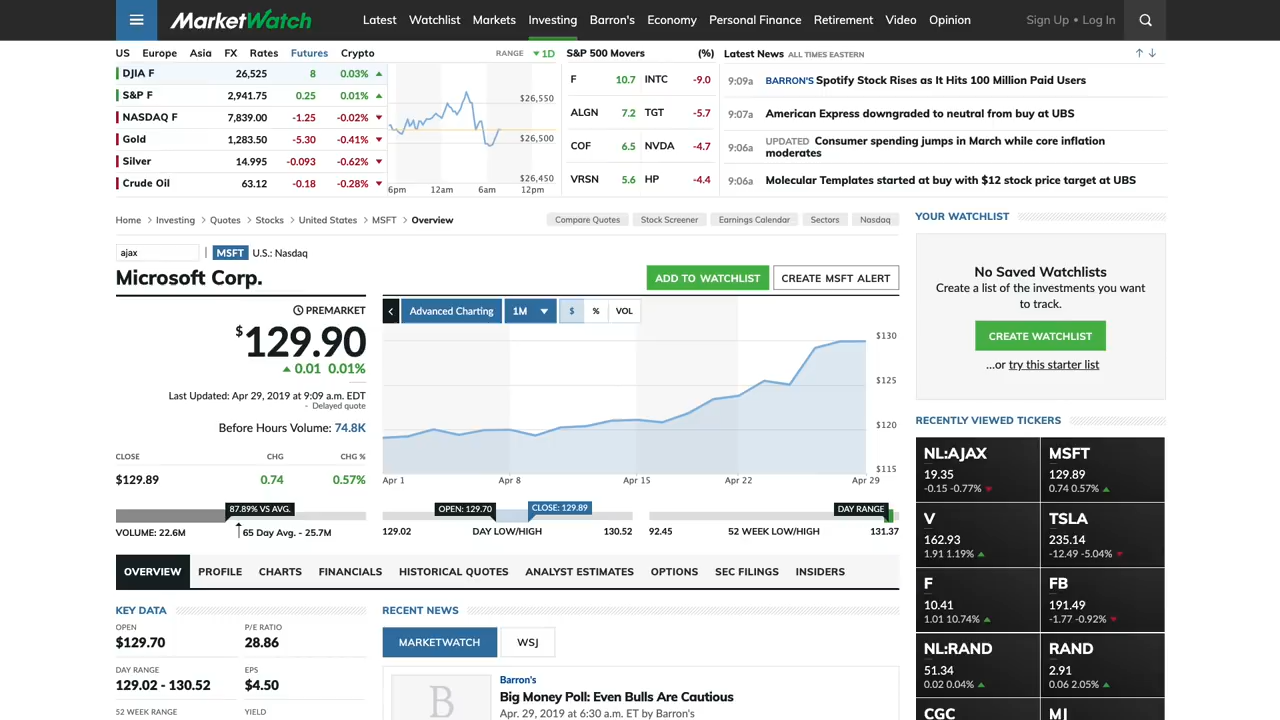 MarketWatch
Latest Watchlist Markets Investing Barron's Economy Personal Finance Retirement Video Opinion
Sign Up • Log In
US Europe Asia FX Rates Futures Crypto
RANGE 1D
DJIA F 26,525 8 0.03%
S&P F 2,941.75 0.25 0.01%
NASDAQ F 7,839.00 -1.25 -0.02%
Gold 1,283.50 -5.30 -0.41%
Silver 14.995 -0.093 -0.62%
Crude Oil 63.12 -0.18 -0.28%
$26,550
$26,500
$26,450
6pm 12am 6am 12pm
S&P 500 Movers (%)
F 10.7 INTC -9.0
ALGN 7.2 TGT -5.7
COF 6.5 NVDA -4.7
VRSN 5.6 HP -4.4
Latest News ALL TIMES EASTERN
9:09a BARRON'S Spotify Stock Rises as It Hits 100 Million Paid Users
9:07a American Express downgraded to neutral from buy at UBS
9:06a UPDATED Consumer spending jumps in March while core inflation
moderates
9:06a Molecular Templates started at buy with $12 stock price target at UBS
Home Investing Quotes Stocks United States MSFT Overview
Compare Quotes Stock Screener Earnings Calendar Sectors Nasdaq
ajax | MSFT U.S.: Nasdaq
Microsoft Corp.
ADD TO WATCHLIST CREATE MSFT ALERT
PREMARKET
$129.90
0.01 0.01%
Last Updated: Apr 29, 2019 at 9:09 a.m. EDT
- Delayed quote
Before Hours Volume: 74.8K
CLOSE CHG CHG %
$129.89 0.74 0.57%
87.89% VS AVG.
VOLUME: 22.6M 65 Day Avg. - 25.7M
Advanced Charting 1M $ % VOL
$130
$125
$120
$115
Apr 1 Apr 8 Apr 15 Apr 22 Apr 29
OPEN: 129.70 CLOSE: 129.89
129.02 DAY LOW/HIGH 130.52
DAY RANGE
92.45 52 WEEK LOW/HIGH 131.37
OVERVIEW PROFILE CHARTS FINANCIALS HISTORICAL QUOTES ANALYST ESTIMATES OPTIONS SEC FILINGS INSIDERS
KEY DATA
OPEN P/E RATIO
$129.70 28.86
DAY RANGE EPS
129.02 - 130.52 $4.50
52 WEEK RANGE YIELD
RECENT NEWS
MARKETWATCH WSJ
B
Barron's
Big Money Poll: Even Bulls Are Cautious
Apr. 29, 2019 at 6:30 a.m. ET by Barron's
YOUR WATCHLIST
No Saved Watchlists
Create a list of the investments you want
to track.
CREATE WATCHLIST
...or try this starter list
RECENTLY VIEWED TICKERS
NL:AJAX MSFT
19.35 129.89
-0.15 -0.77% 0.74 0.57%
V TSLA
162.93 235.14
1.91 1.19% -12.49 -5.04%
F FB
10.41 191.49
1.01 10.74% -1.77 -0.92%
NL:RAND RAND
51.34 2.91
0.02 0.04% 0.06 2.05%
CGC MJ